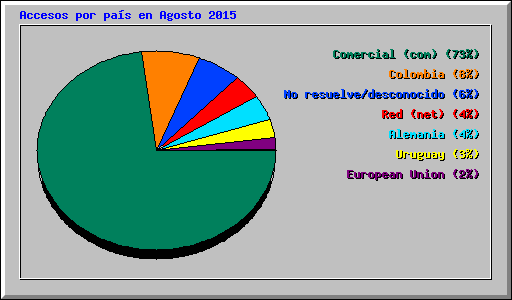 Accesos por país en Agosto 2015
Comercial (com) (73%)
Colombia (8%)
No resuelve/desconocido (6%)
Red (net) (4%)
Alemania (4%)
Uruguay (3%)
European Union (2%)